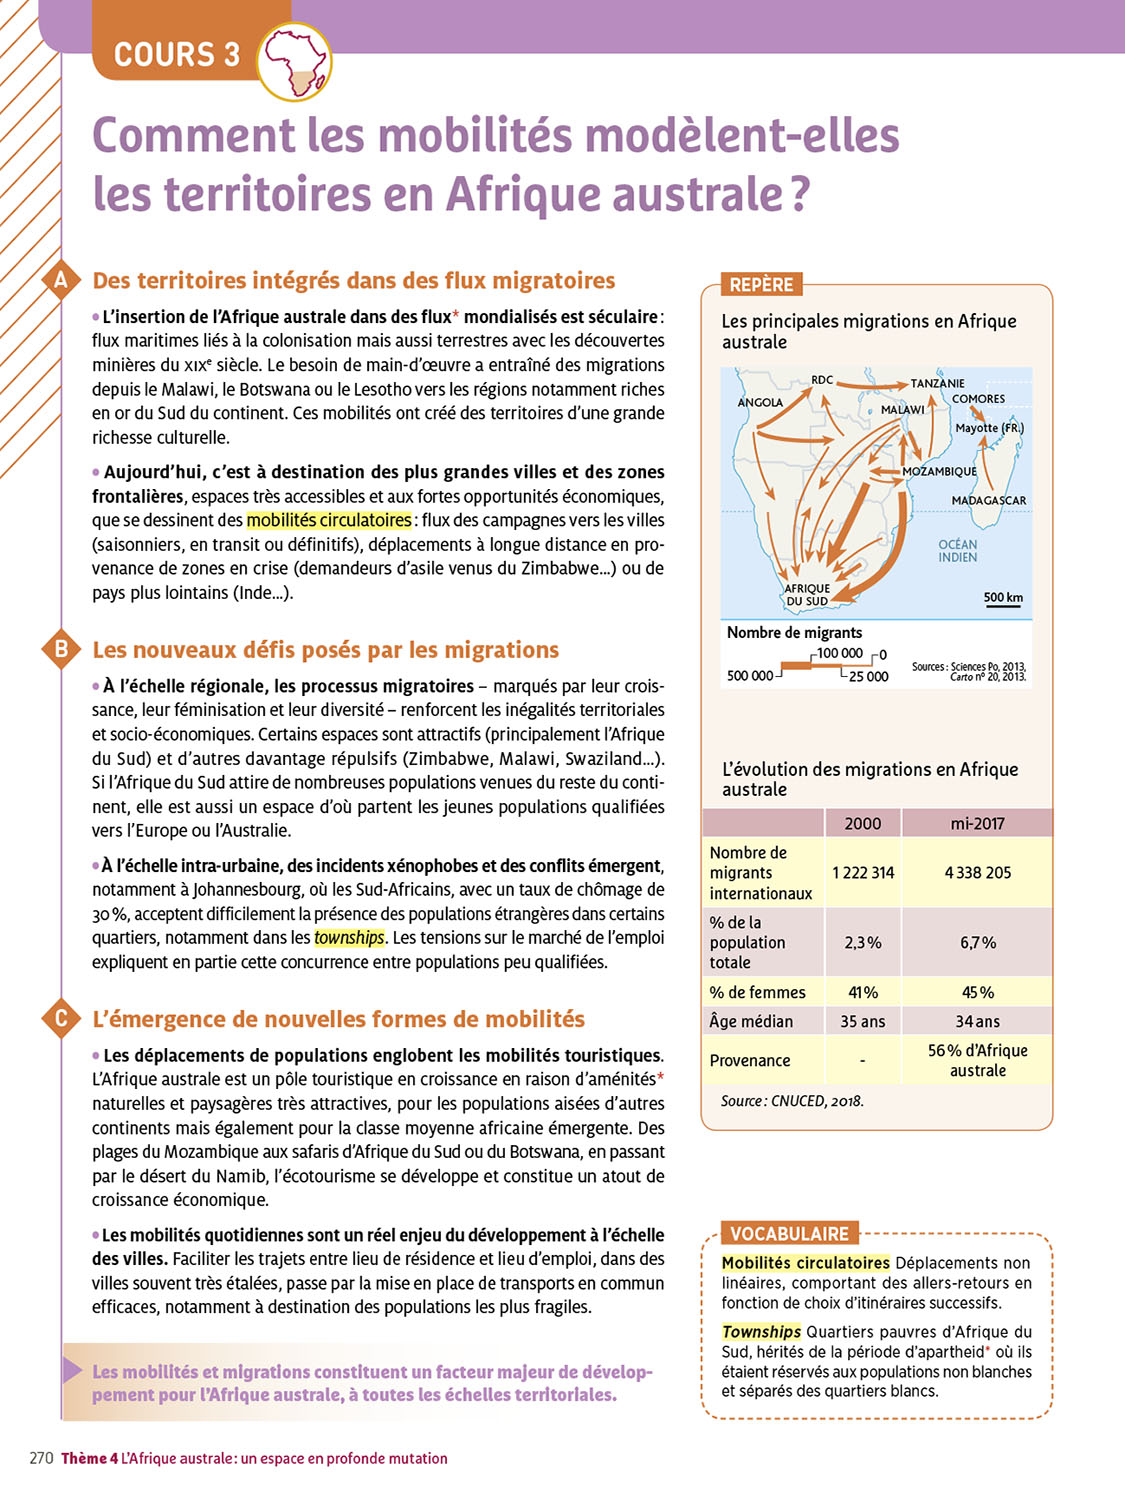 COURS 3
Comment les mobilités modèlent-elles
les territoires en Afrique australe ?
A Des territoires intégrés dans des flux migratoires
• L'insertion de l'Afrique australe dans des flux* mondialisés est séculaire :
flux maritimes liés à la colonisation mais aussi terrestres avec les découvertes
minières du XIXe siècle. Le besoin de main-d'œuvre a entraîné des migrations
depuis le Malawi, le Botswana ou le Lesotho vers les régions notamment riches
en or du Sud du continent. Ces mobilités ont créé des territoires d'une grande
richesse culturelle.
• Aujourd'hui, c'est à destination des plus grandes villes et des zones
frontalières, espaces très accessibles et aux fortes opportunités économiques,
que se dessinent des mobilités circulatoires : flux des campagnes vers les villes
(saisonniers, en transit ou définitifs), déplacements à longue distance en pro-
venance de zones en crise (demandeurs d'asile venus du Zimbabwe...) ou de
pays plus lointains (Inde...).
B Les nouveaux défis posés par les migrations
• À l'échelle régionale, les processus migratoires – marqués par leur crois-
sance, leur féminisation et leur diversité – renforcent les inégalités territoriales
et socio-économiques. Certains espaces sont attractifs (principalement l'Afrique
du Sud) et d'autres davantage répulsifs (Zimbabwe, Malawi, Swaziland...).
Si l'Afrique du Sud attire de nombreuses populations venues du reste du conti-
nent, elle est aussi un espace d'où partent les jeunes populations qualifiées
vers l'Europe ou l'Australie.
• À l'échelle intra-urbaine, des incidents xénophobes et des conflits émergent,
notamment à Johannesbourg, où les Sud-Africains, avec un taux de chômage de
30 %, acceptent difficilement la présence des populations étrangères dans certains
quartiers, notamment dans les townships. Les tensions sur le marché de l'emploi
expliquent en partie cette concurrence entre populations peu qualifiées.
C L'émergence de nouvelles formes de mobilités
• Les déplacements de populations englobent les mobilités touristiques.
L'Afrique australe est un pôle touristique en croissance en raison d'aménités*
naturelles et paysagères très attractives, pour les populations aisées d'autres
continents mais également pour la classe moyenne africaine émergente. Des
plages du Mozambique aux safaris d'Afrique du Sud ou du Botswana, en passant
par le désert du Namib, l'écotourisme se développe et constitue un atout de
croissance économique.
• Les mobilités quotidiennes sont un réel enjeu du développement à l'échelle
des villes. Faciliter les trajets entre lieu de résidence et lieu d'emploi, dans des
villes souvent très étalées, passe par la mise en place de transports en commun
efficaces, notamment à destination des populations les plus fragiles.
Les mobilités et migrations constituent un facteur majeur de dévelop-
pement pour l'Afrique australe, à toutes les échelles territoriales.
REPÈRE
Les principales migrations en Afrique
australe
RDC
TANZANIE
ANGOLA
COMORES
MALAWI
Mayotte (FR.)
MOZAMBIQUE
MADAGASCAR
OCÉAN
INDIEN
AFRIQUE
DU SUD
500 km
Nombre de migrants
100 000 0
500 000 25 000
Sources : Sciences Po, 2013,
Carto nº 20, 2013.
L'évolution des migrations en Afrique
australe
2000 mi-2017
Nombre de
migrants
internationaux
1 222 314 4 338 205
% de la
population
totale
2,3 % 6,7 %
% de femmes 41 % 45 %
Âge médian 35 ans 34 ans
Provenance - 56 % d'Afrique
australe
Source : CNUCED, 2018.
VOCABULAIRE
Mobilités circulatoires Déplacements non
linéaires, comportant des allers-retours en
fonction de choix d'itinéraires successifs.
Townships Quartiers pauvres d'Afrique du
Sud, hérités de la période d'apartheid* où ils
étaient réservés aux populations non blanches
et séparés des quartiers blancs.
270 Thème 4 L'Afrique australe : un espace en profonde mutation